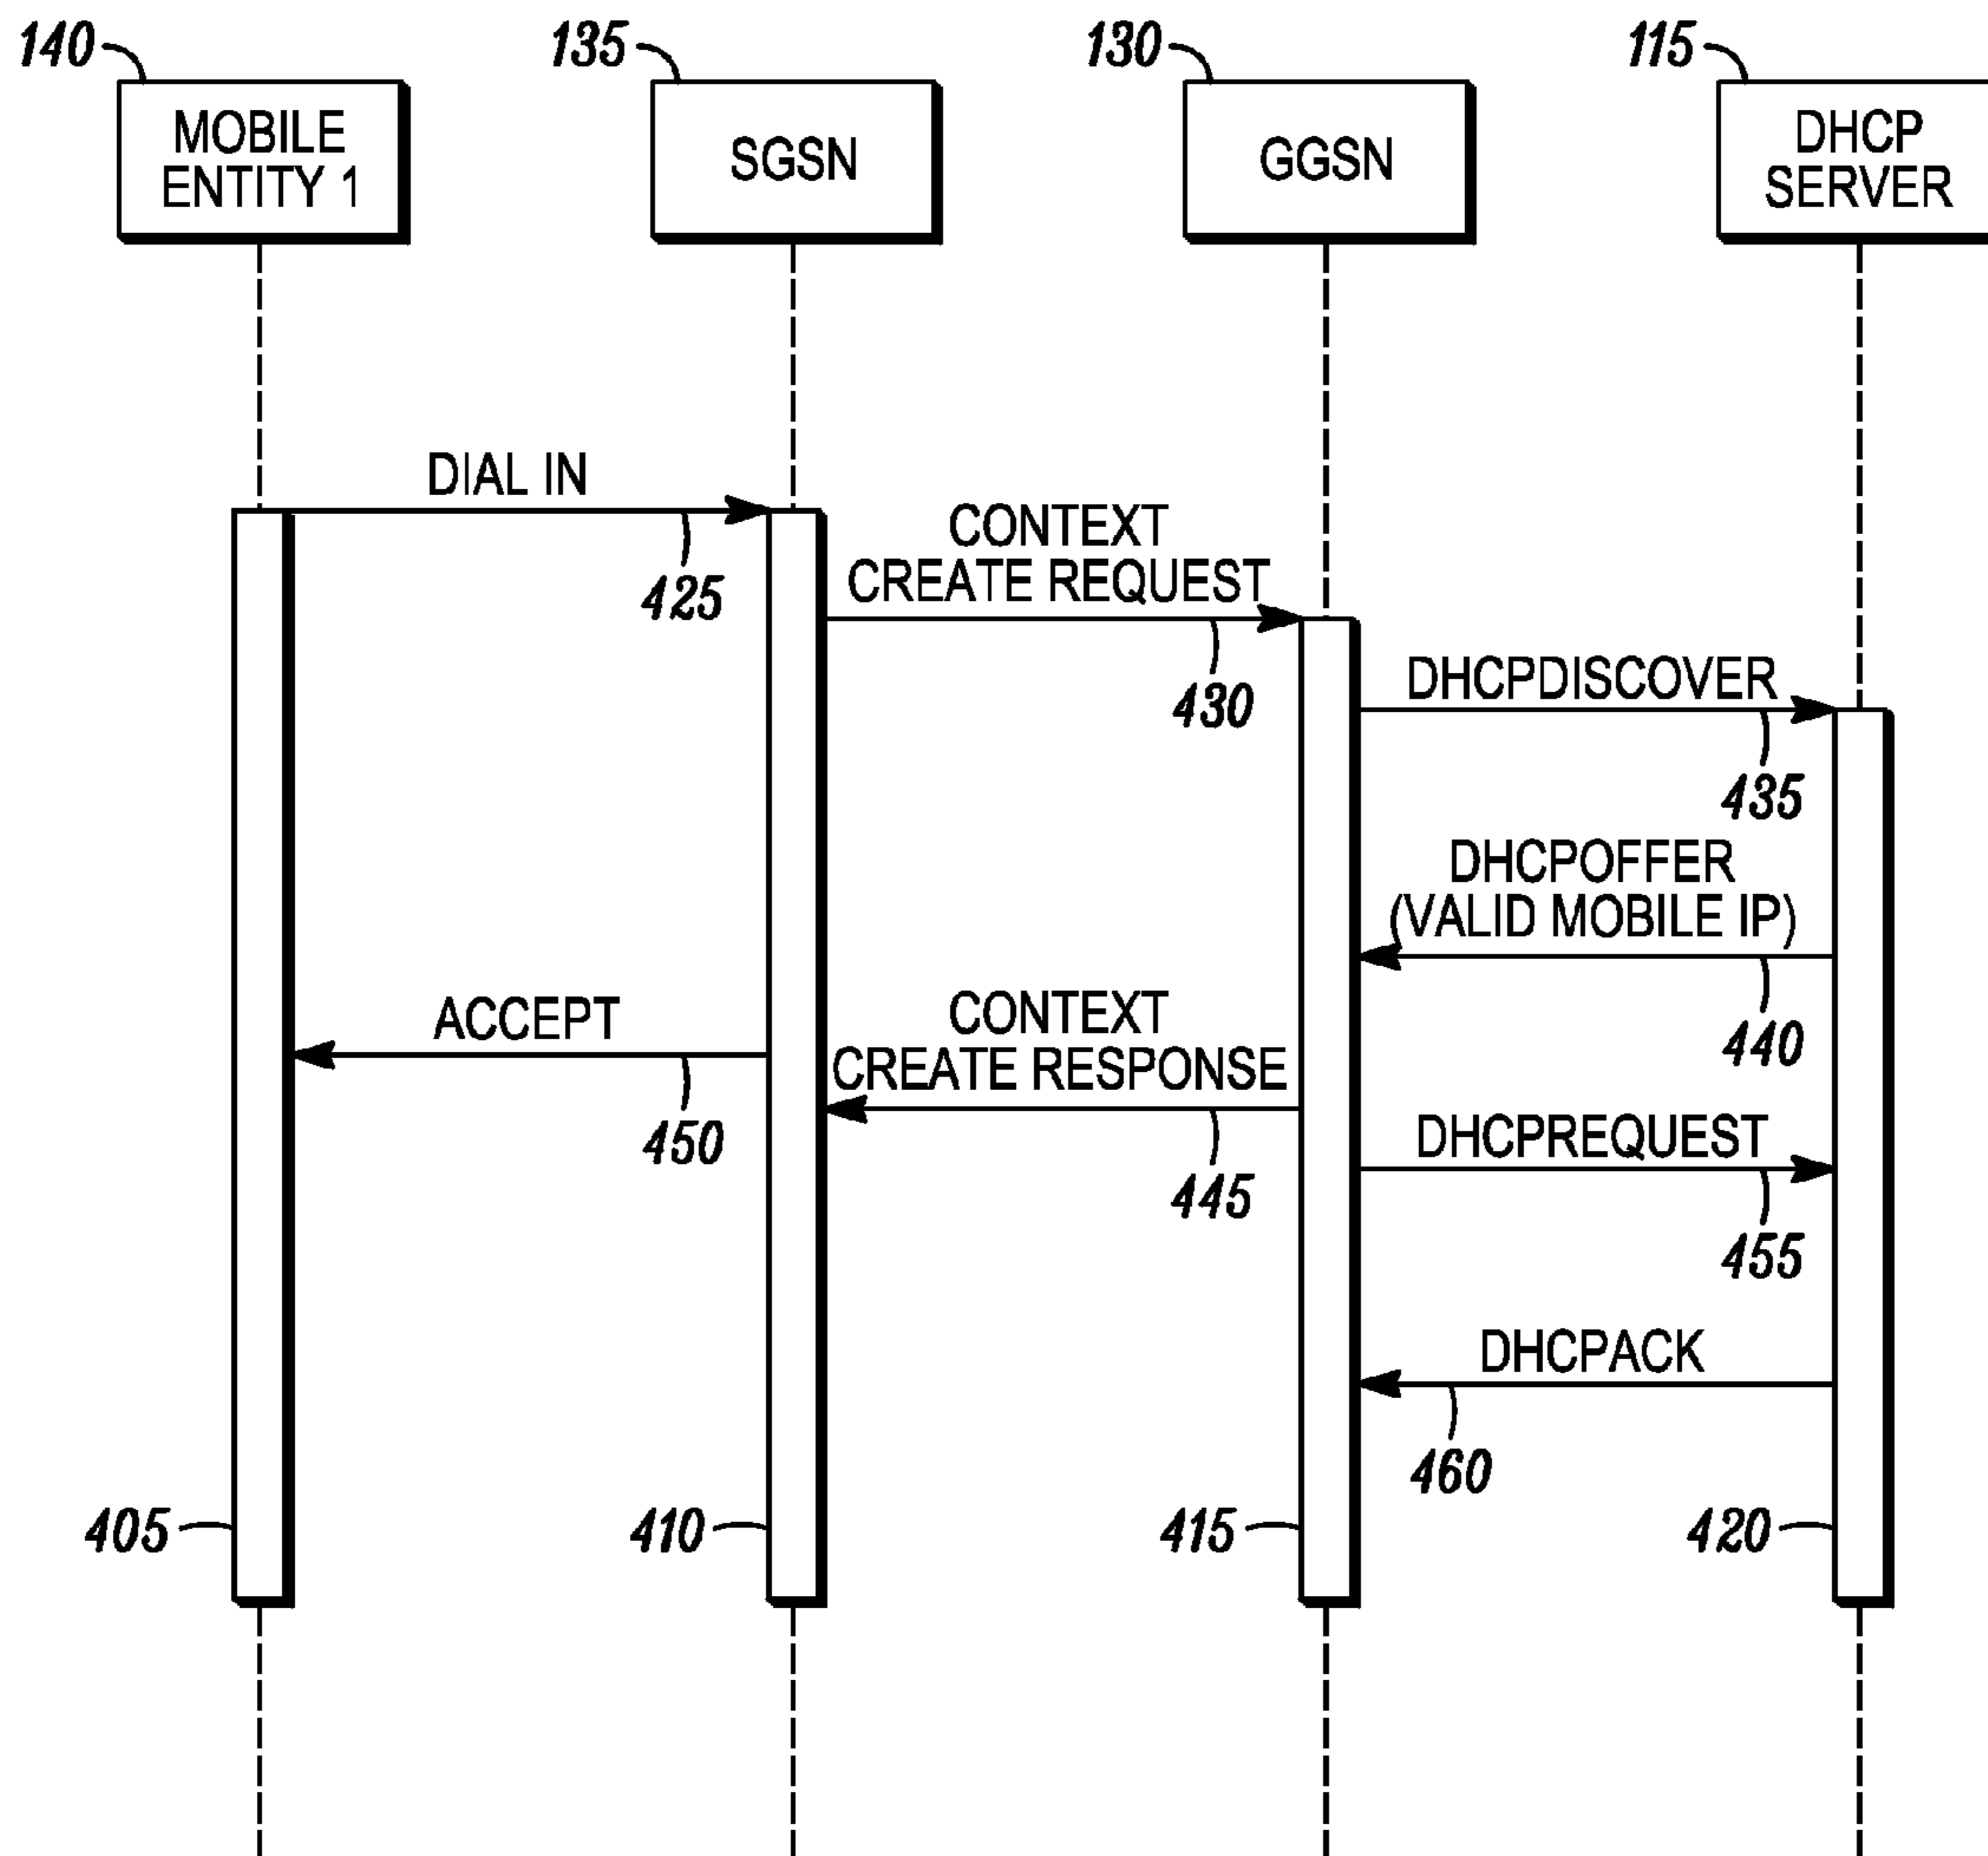 140
135
130
115
MOBILE
ENTITY 1
SGSN
GGSN
DHCP
SERVER
DIAL IN
425
CONTEXT
CREATE REQUEST
430
DHCPDISCOVER
435
DHCPOFFER
(VALID MOBILE IP)
440
ACCEPT
450
CONTEXT
CREATE RESPONSE
445
DHCPREQUEST
455
DHCPACK
460
405
410
415
420